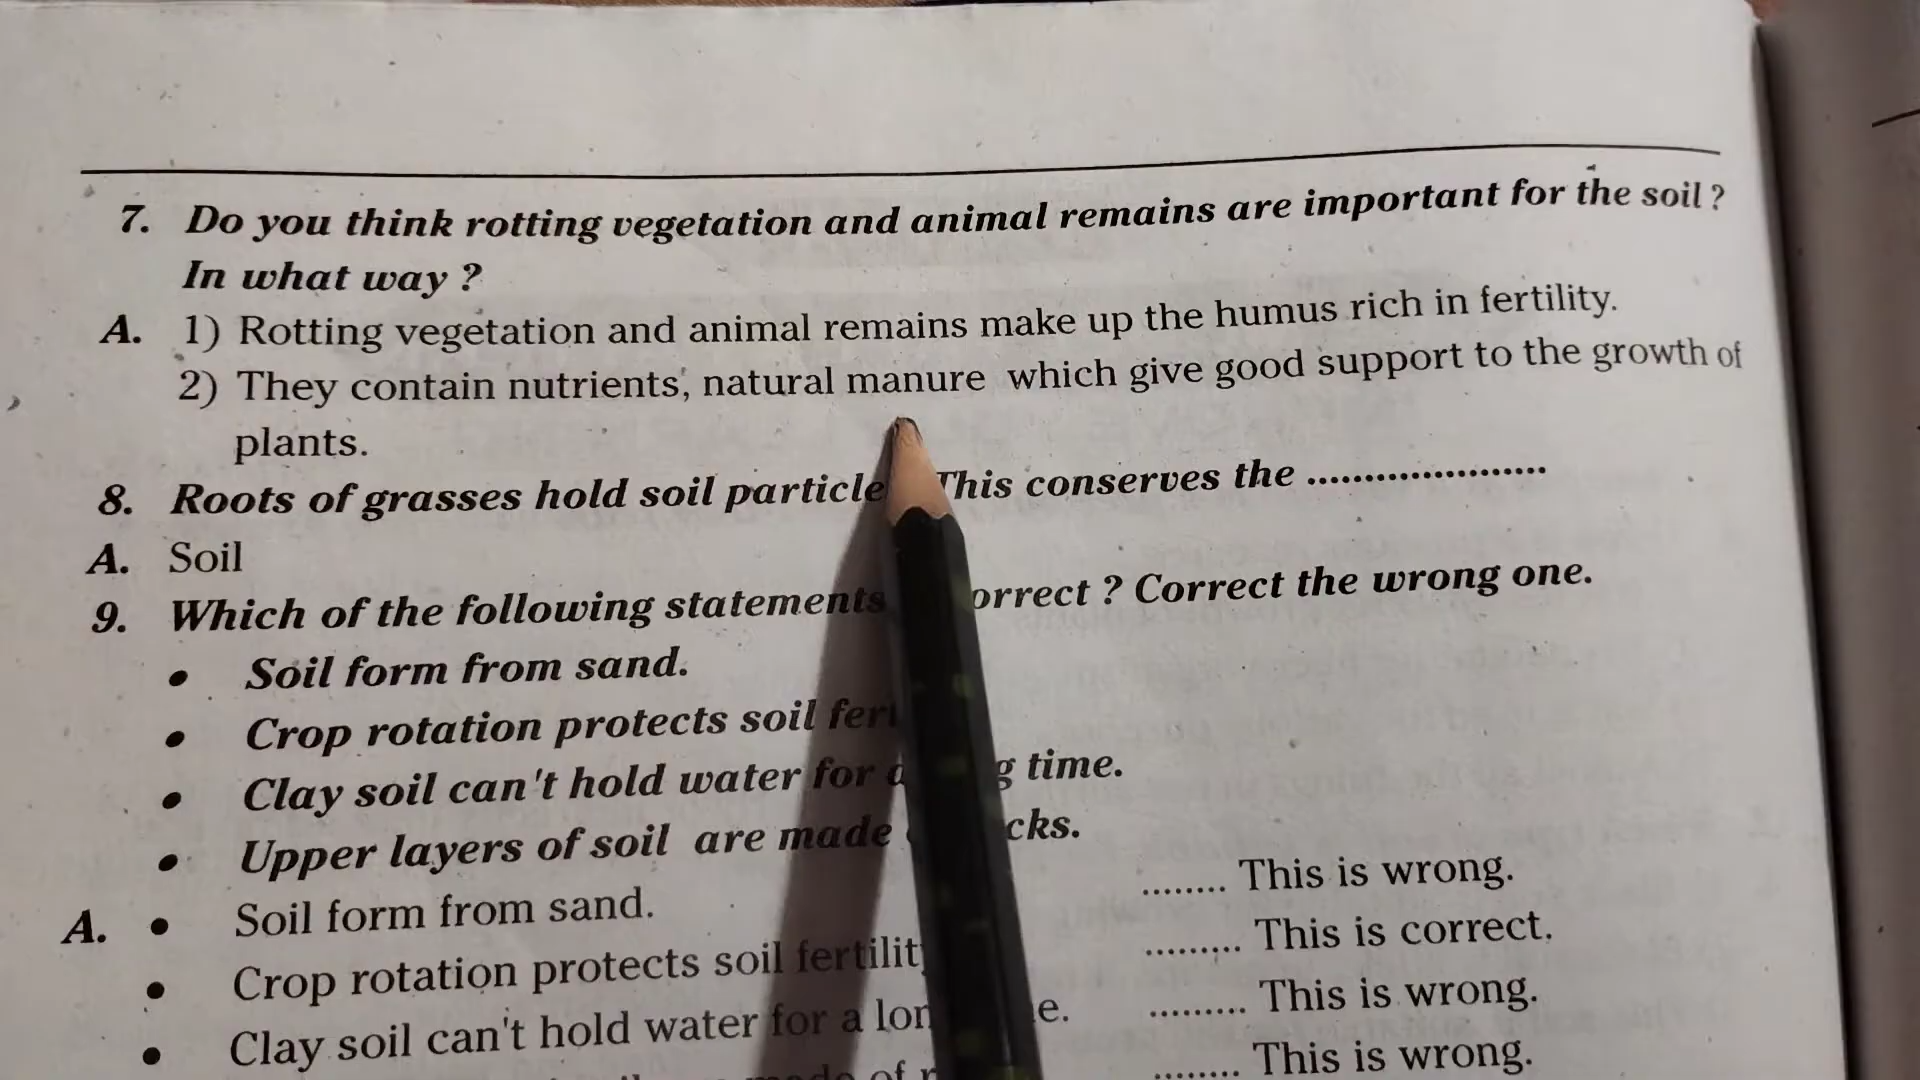 7. Do you think rotting vegetation and animal remains are important for the soil ?
In what way ?
A. 1) Rotting vegetation and animal remains make up the humus rich in fertility.
2) They contain nutrients, natural manure which give good support to the growth of
plants.
8. Roots of grasses hold soil particle This conserves the .....................
A. Soil
9. Which of the following statements orrect ? Correct the wrong one.
• Soil form from sand.
• Crop rotation protects soil fer
• Clay soil can't hold water for a g time.
• Upper layers of soil are made cks.
A. • Soil form from sand. ........ This is wrong.
• Crop rotation protects soil fertilit ......... This is correct.
• Clay soil can't hold water for a lon e. ......... This is wrong.
of ........ This is wrong.